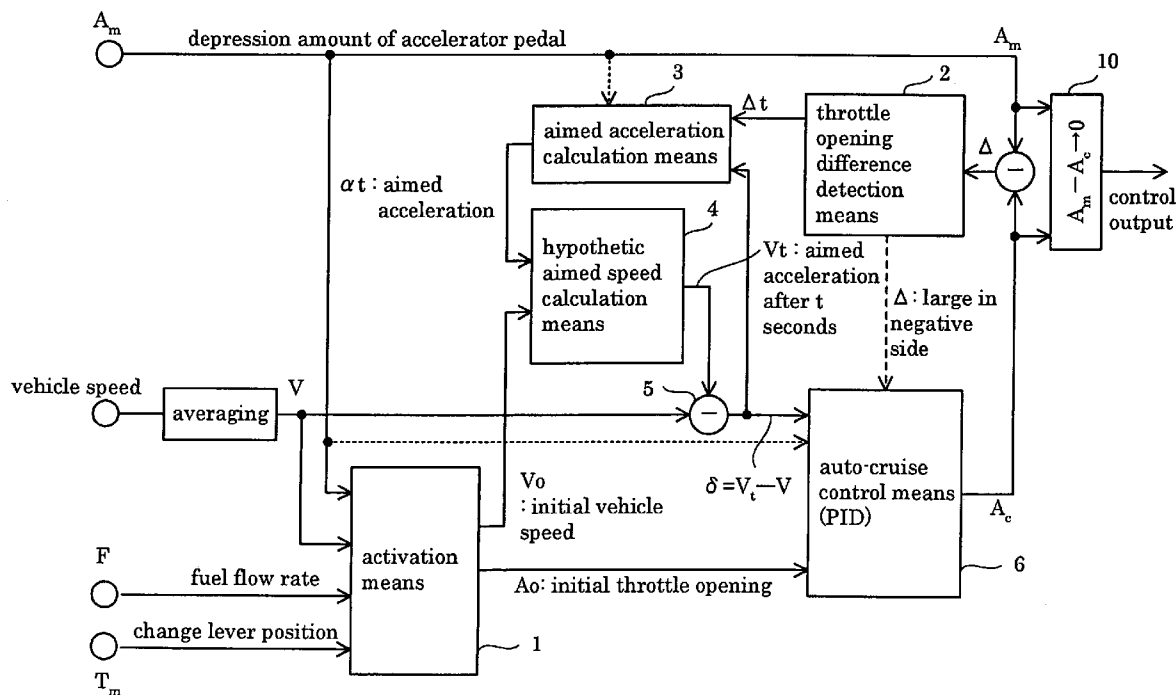 A_m
depression amount of accelerator pedal
A_m
10
3
2
Δt
aimed acceleration
calculation means
throttle
opening
difference
detection
means
Δ
−
A_m − A_c → 0
control
output
αt : aimed
acceleration
4
hypothetic
aimed speed
calculation
means
Vt : aimed
acceleration
after t
seconds
Δ : large in
negative
side
vehicle speed
averaging
V
5
−
δ = V_t — V
auto-cruise
control means
(PID)
A_c
6
Vo
: initial vehicle
speed
activation
means
F
fuel flow rate
Ao: initial throttle opening
change lever position
1
T_m